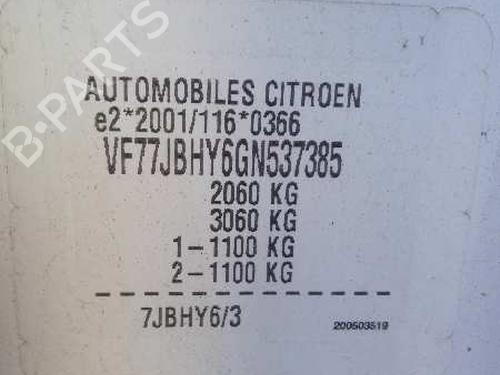 B-PARTS
AUTOMOBILES CITROEN
e2*2001/116*0366
VF77JBHY6GN537385
2060 KG
3060 KG
1-1100 KG
2-1100 KG
7JBHY6/3
200503519